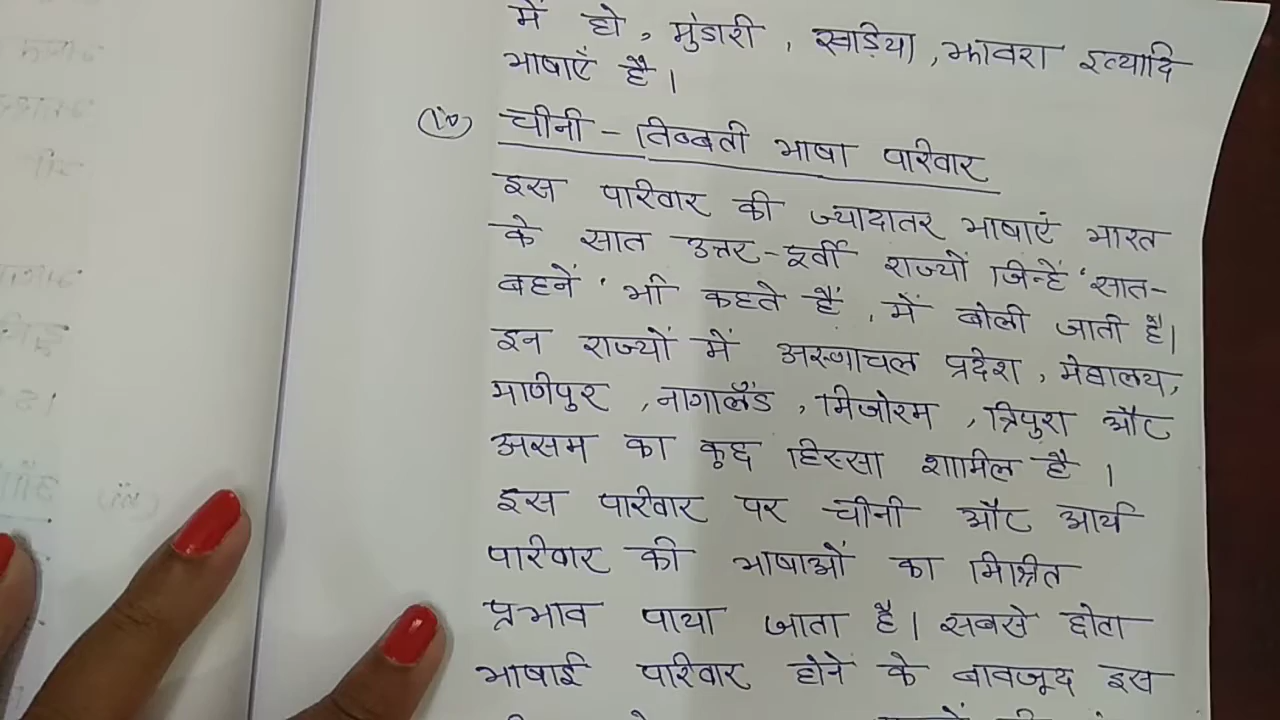 में हो, मुंडारी, खाड़िया, झावरा इत्यादि
भाषाएँ है।
(iv) चीनी - तिब्बती भाषा परिवार
इस परिवार की ज्यादातर भाषाएं भारत
के सात उत्तर-पूर्वी राज्यों जिन्हें 'सात-
बहनें' भी कहते हैं, में बोली जाती है।
इन राज्यों में अरुणाचल प्रदेश, मेघालय,
मणिपुर, नागालैंड, मिजोरम, त्रिपुरा और
असम का कुछ हिस्सा शामिल है।
इस परिवार पर चीनी और आर्य
परिवार की भाषाओं का मिश्रित
प्रभाव पाया जाता है। सबसे छोटा
भाषाई परिवार होने के बावजूद इस